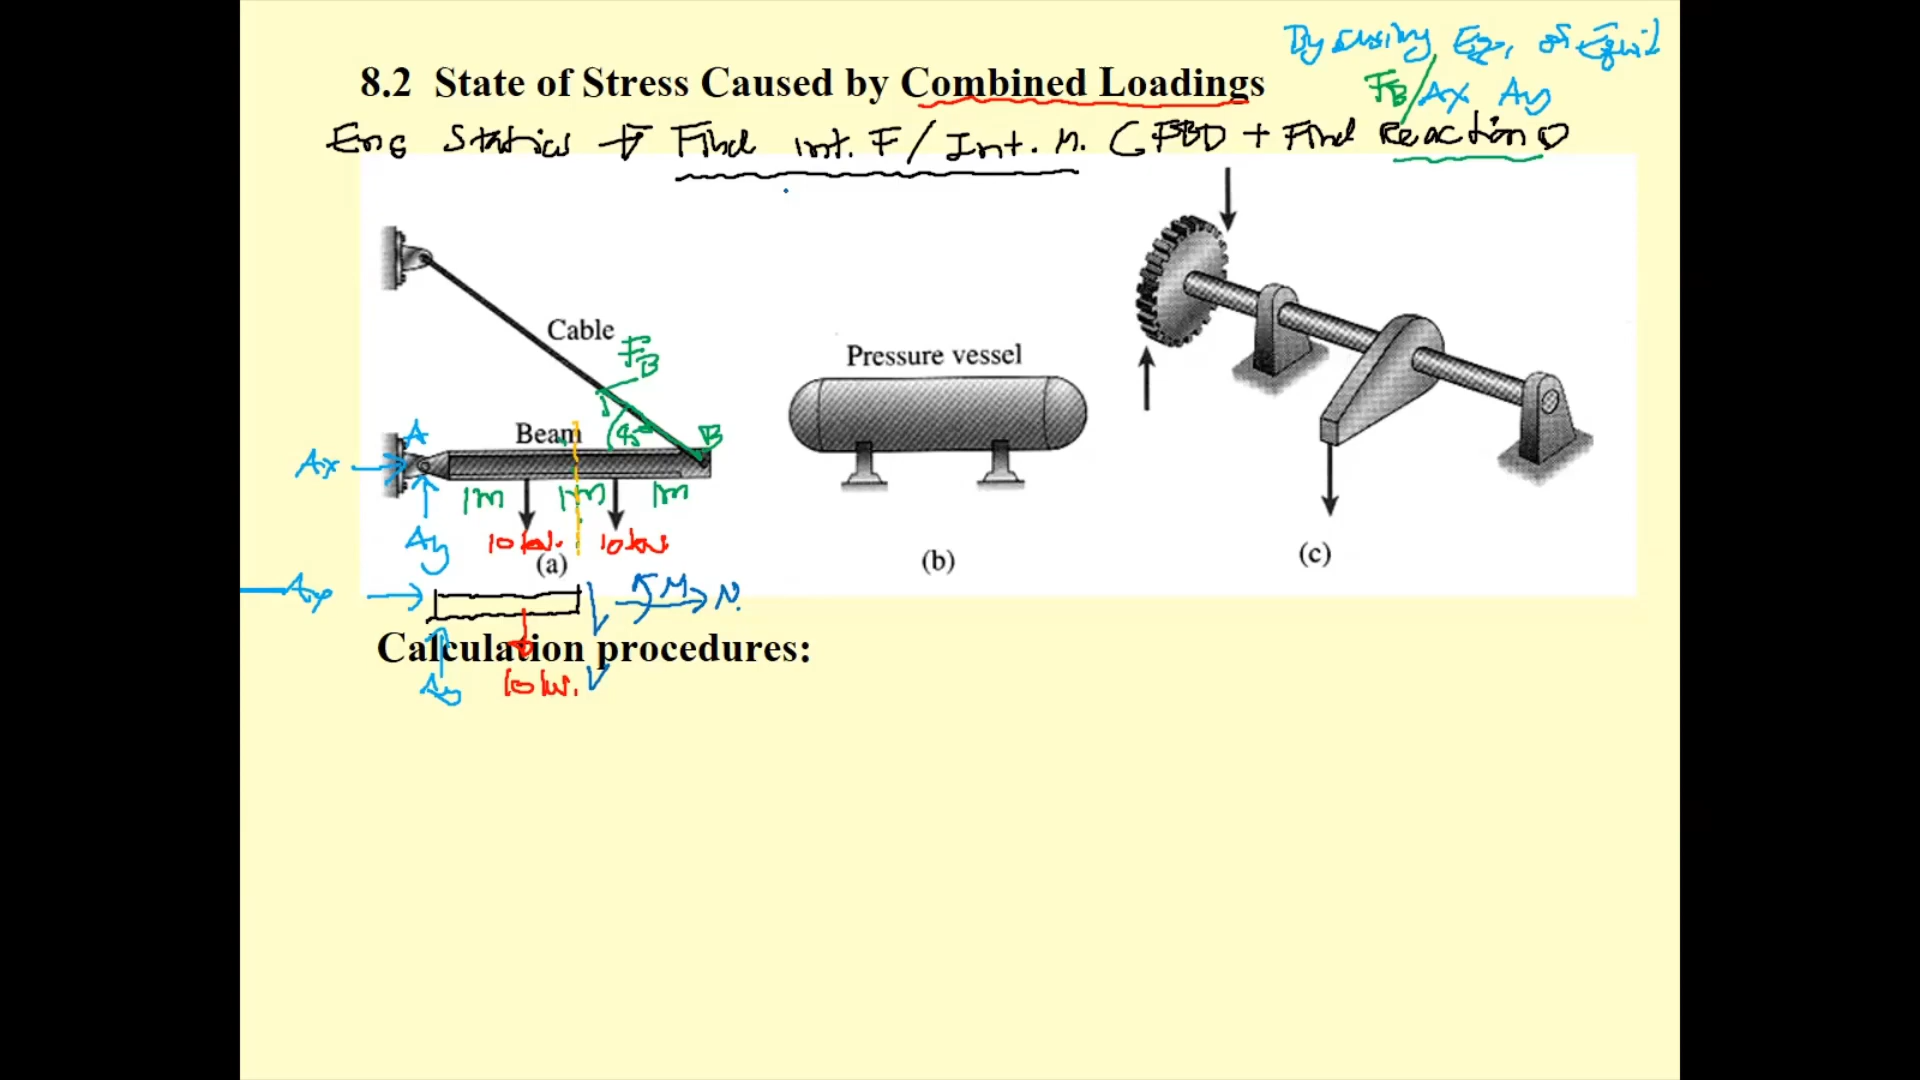 By using Eq. of Equil
8.2 State of Stress Caused by Combined Loadings
FB/Ax Ay
Eng Statics → Find int. F/Int. M. (FBD + Find Reaction)
Cable
FB
Pressure vessel
A
Beam
45
B
Ax
1m
1m
1m
Ay
10 kN.
10 kN.
(a)
(b)
(c)
Ax
M
N.
Calculation procedures:
Ay
10 kN.
V